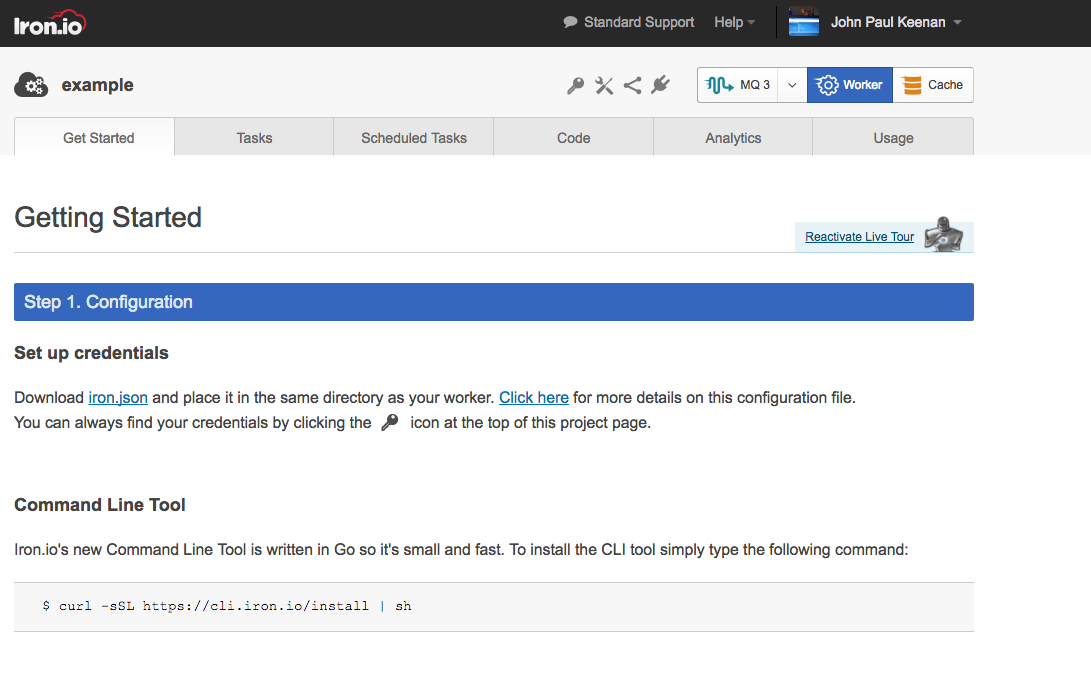 Iron.io Standard Support Help John Paul Keenan
example MQ 3 Worker Cache
Get Started Tasks Scheduled Tasks Code Analytics Usage
Getting Started
Reactivate Live Tour
Step 1. Configuration
Set up credentials
Download iron.json and place it in the same directory as your worker. Click here for more details on this configuration file.
You can always find your credentials by clicking the icon at the top of this project page.
Command Line Tool
Iron.io's new Command Line Tool is written in Go so it's small and fast. To install the CLI tool simply type the following command:
$ curl -sSL https://cli.iron.io/install | sh